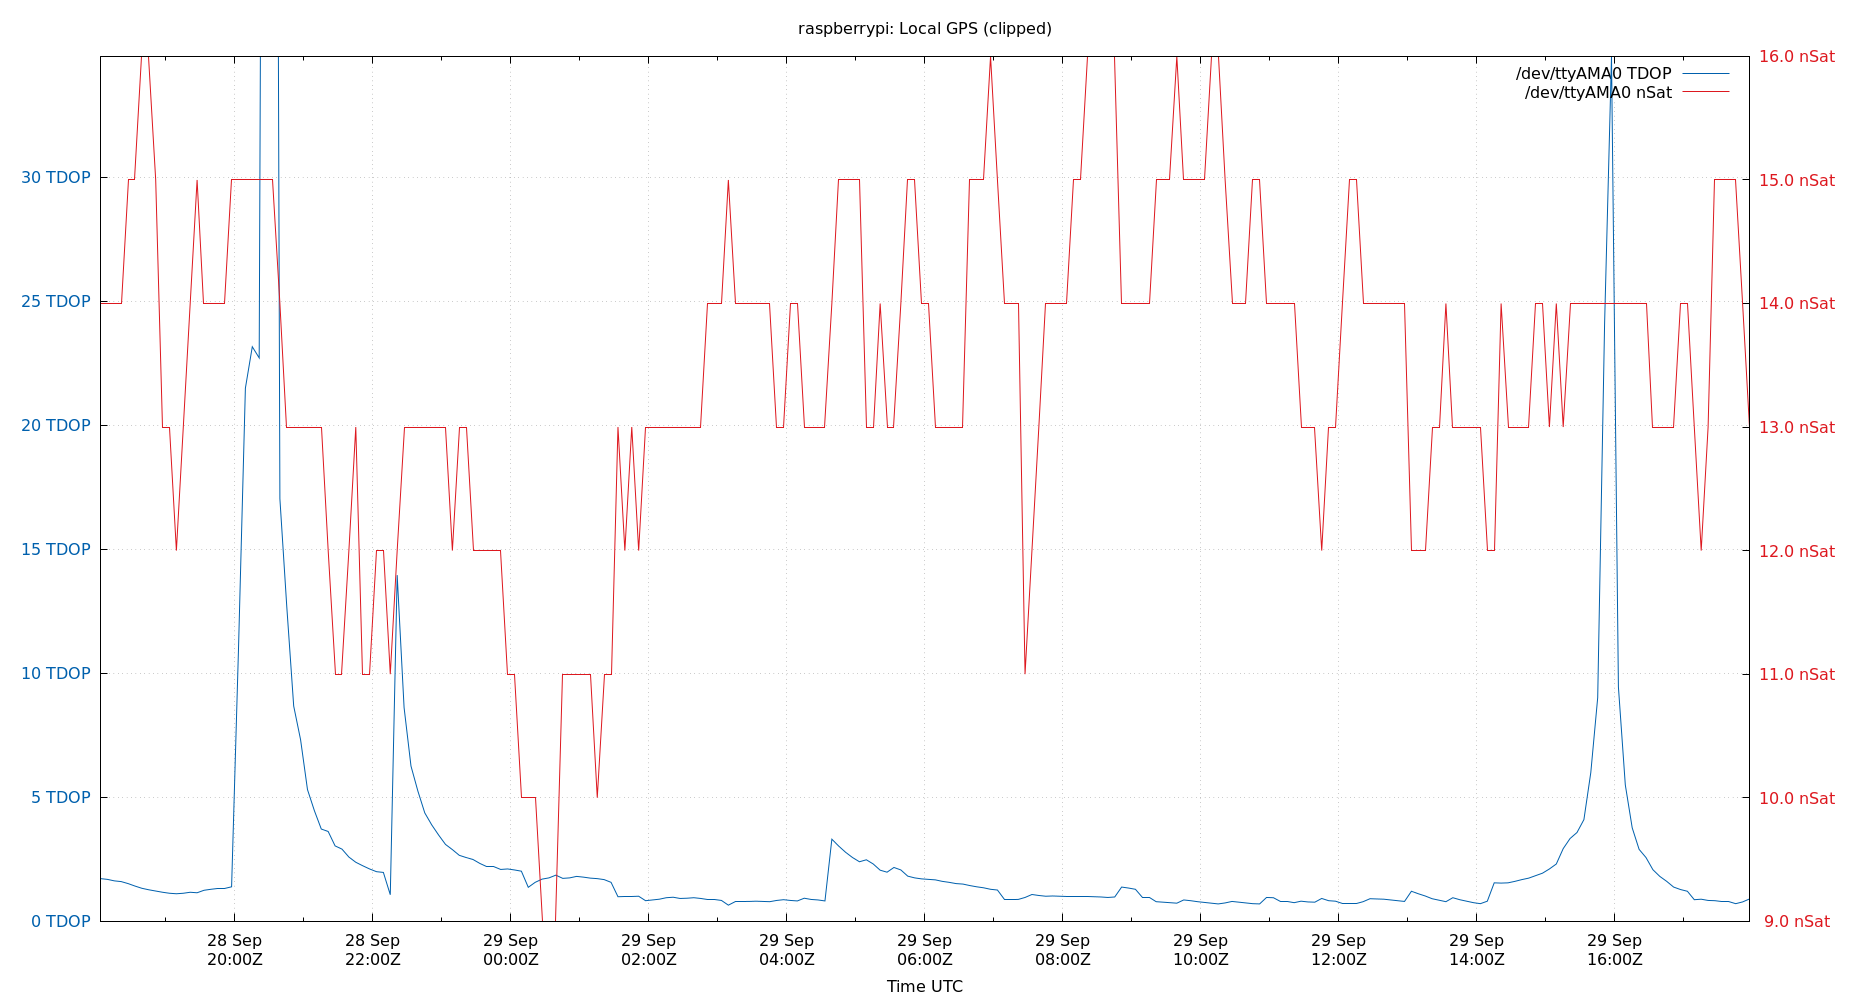 raspberrypi: Local GPS (clipped)
/dev/ttyAMA0 TDOP
/dev/ttyAMA0 nSat
30 TDOP
25 TDOP
20 TDOP
15 TDOP
10 TDOP
5 TDOP
0 TDOP
16.0 nSat
15.0 nSat
14.0 nSat
13.0 nSat
12.0 nSat
11.0 nSat
10.0 nSat
9.0 nSat
28 Sep
20:00Z
28 Sep
22:00Z
29 Sep
00:00Z
29 Sep
02:00Z
29 Sep
04:00Z
29 Sep
06:00Z
29 Sep
08:00Z
29 Sep
10:00Z
29 Sep
12:00Z
29 Sep
14:00Z
29 Sep
16:00Z
Time UTC